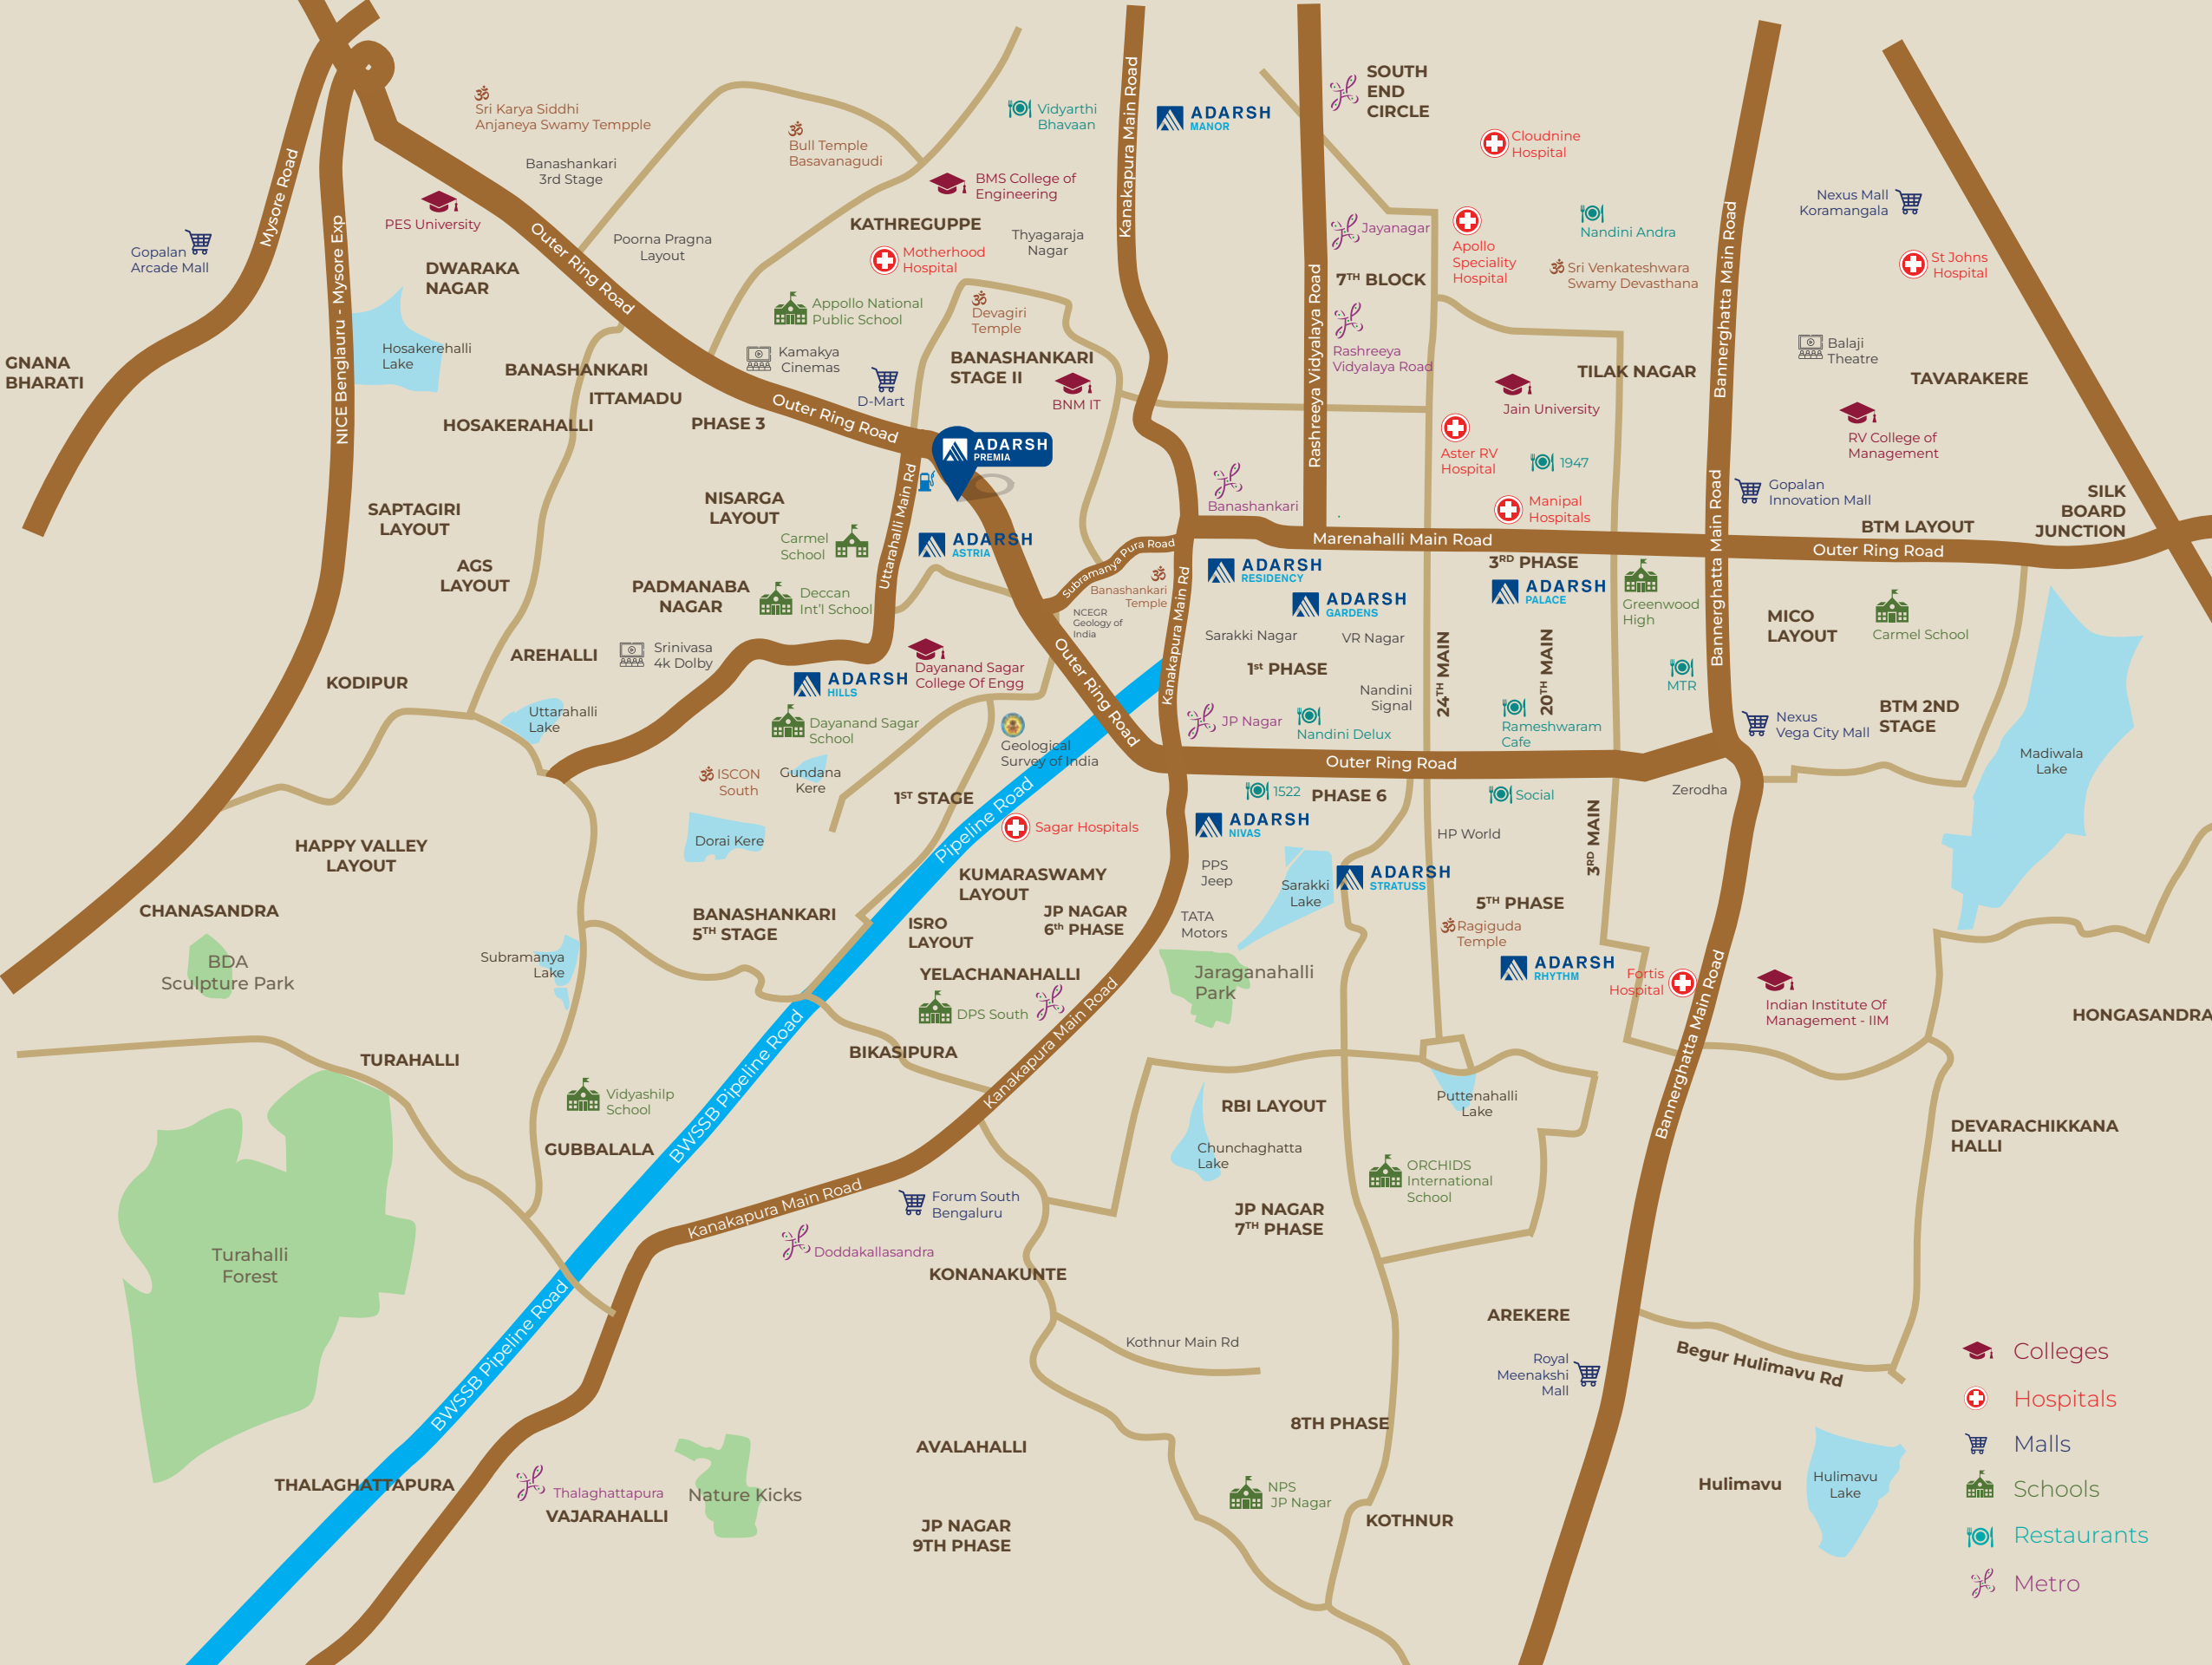 SOUTH
END
CIRCLE
Sri Karya Siddhi
Anjaneya Swamy Tempple
Banashankari
3rd Stage
Bull Temple
Basavanagudi
Vidyarthi
Bhavaan
Kanakapura Main Road
ADARSH
MANOR
Cloudnine
Hospital
Mysore Road
PES University
BMS College of
Engineering
KATHREGUPPE
Motherhood
Hospital
Thyagaraja
Nagar
Jayanagar
Apollo
Speciality
Hospital
Nandini Andra
Sri Venkateshwara
Swamy Devasthana
Nexus Mall
Koramangala
St Johns
Hospital
Gopalan
Arcade Mall
NICE Benglauru - Mysore Exp
Outer Ring Road
Poorna Pragna
Layout
DWARAKA
NAGAR
7TH BLOCK
Rashreeya Vidyalaya Road
Bannerghatta Main Road
Appollo National
Public School
Devagiri
Temple
Hosakerehalli
Lake
GNANA
BHARATI
BANASHANKARI
ITTAMADU
HOSAKERAHALLI
PHASE 3
Kamakya
Cinemas
D-Mart
BANASHANKARI
STAGE II
BNM IT
Rashreeya
Vidyalaya Road
TILAK NAGAR
Jain University
Balaji
Theatre
TAVARAKERE
RV College of
Management
Outer Ring Road
ADARSH
PREMIA
Aster RV
Hospital
1947
Manipal
Hospitals
Gopalan
Innovation Mall
SILK
BOARD
JUNCTION
BTM LAYOUT
Outer Ring Road
SAPTAGIRI
LAYOUT
NISARGA
LAYOUT
Carmel
School
Uttarahalli Main Rd
ADARSH
ASTRIA
Banashankari
Marenahalli Main Road
Bannerghatta Main Road
AGS
LAYOUT
PADMANABA
NAGAR
Deccan
Int'l School
Subramanya Pura Road
Banashankari
Temple
NCEGR
Geology of
India
Kanakapura Main Rd
ADARSH
RESIDENCY
ADARSH
GARDENS
3RD PHASE
ADARSH
PALACE
Greenwood
High
MICO
LAYOUT
Carmel School
Sarakki Nagar
VR Nagar
1st PHASE
24TH MAIN
20TH MAIN
AREHALLI
Srinivasa
4k Dolby
Dayanand Sagar
College Of Engg
ADARSH
HILLS
Outer Ring Road
KODIPUR
Uttarahalli
Lake
Dayanand Sagar
School
Geological
Survey of India
JP Nagar
Nandini
Signal
Nandini Delux
Rameshwaram
Cafe
MTR
Nexus
Vega City Mall
BTM 2ND
STAGE
Madiwala
Lake
Outer Ring Road
ISCON
South
Gundana
Kere
1ST STAGE
Pipeline Road
1522
PHASE 6
Social
Zerodha
Dorai Kere
Sagar Hospitals
ADARSH
NIVAS
HP World
3RD MAIN
HAPPY VALLEY
LAYOUT
KUMARASWAMY
LAYOUT
PPS
Jeep
Sarakki
Lake
ADARSH
STRATUSS
CHANASANDRA
BANASHANKARI
5TH STAGE
ISRO
LAYOUT
JP NAGAR
6th PHASE
TATA
Motors
5TH PHASE
Ragiguda
Temple
BDA
Sculpture Park
Subramanya
Lake
YELACHANAHALLI
DPS South
Jaraganahalli
Park
ADARSH
RHYTHM
Fortis
Hospital
Bannerghatta Main Road
Indian Institute Of
Management - IIM
HONGASANDRA
TURAHALLI
BIKASIPURA
Kanakapura Main Road
BWSSB Pipeline Road
Vidyashilp
School
GUBBALALA
RBI LAYOUT
Puttenahalli
Lake
Bannerghatta Main Road
DEVARACHIKKANA
HALLI
Chunchaghatta
Lake
ORCHIDS
International
School
Kanakapura Main Road
Forum South
Bengaluru
JP NAGAR
7TH PHASE
Turahalli
Forest
Doddakallasandra
KONANAKUNTE
BWSSB Pipeline Road
Kothnur Main Rd
AREKERE
Royal
Meenakshi
Mall
Begur Hulimavu Rd
Colleges
Hospitals
Malls
Schools
Restaurants
Metro
8TH PHASE
AVALAHALLI
THALAGHATTAPURA
Thalaghattapura
VAJARAHALLI
Nature Kicks
NPS
JP Nagar
Hulimavu
Hulimavu
Lake
JP NAGAR
9TH PHASE
KOTHNUR